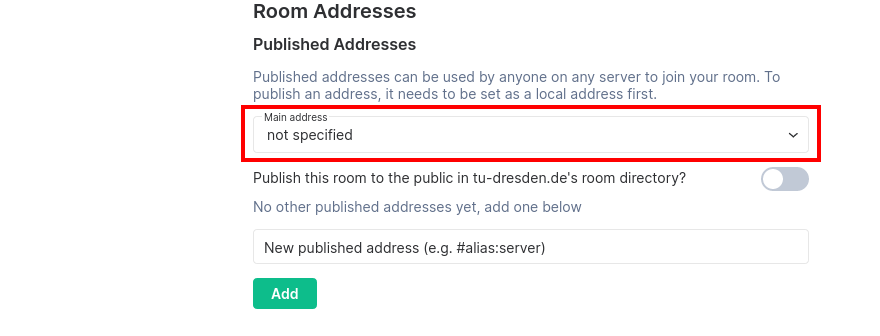 Room Addresses
Published Addresses
Published addresses can be used by anyone on any server to join your room. To
publish an address, it needs to be set as a local address first.
Main address
not specified
Publish this room to the public in tu-dresden.de's room directory?
No other published addresses yet, add one below
New published address (e.g. #alias:server)
Add